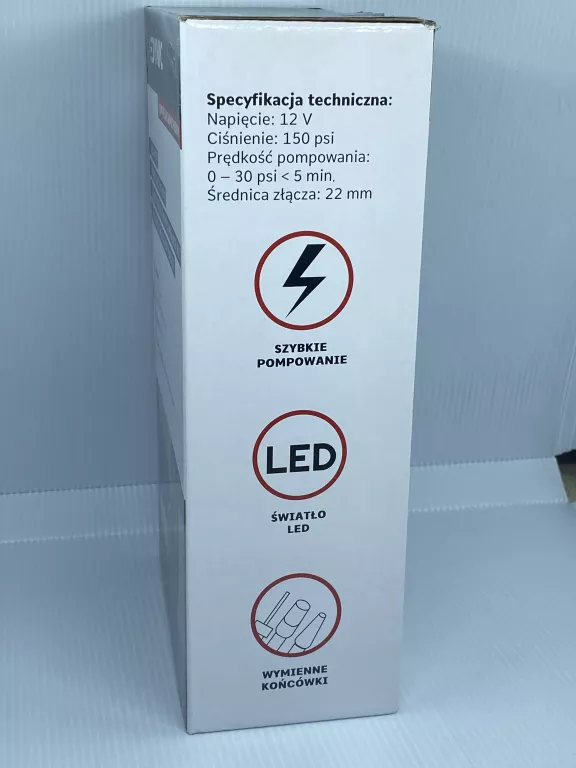 Specyfikacja techniczna:
Napięcie: 12 V
Ciśnienie: 150 psi
Prędkość pompowania:
0 – 30 psi < 5 min.
Średnica złącza: 22 mm
SZYBKIE
POMPOWANIE
LED
ŚWIATŁO
LED
WYMIENNE
KOŃCÓWKI